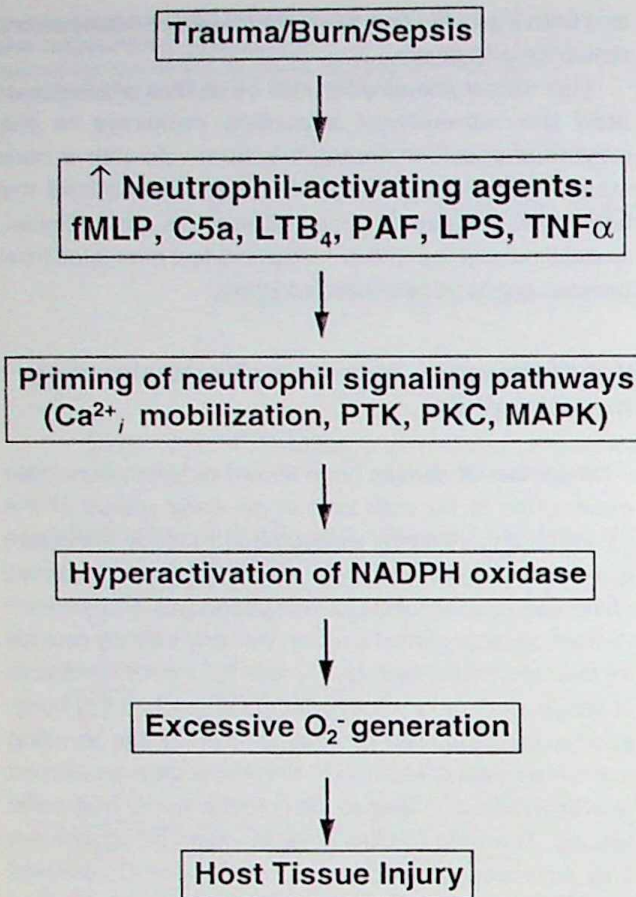 Trauma/Burn/Sepsis
↑ Neutrophil-activating agents:
fMLP, C5a, LTB₄, PAF, LPS, TNFα
Priming of neutrophil signaling pathways
(Ca²⁺ᵢ mobilization, PTK, PKC, MAPK)
Hyperactivation of NADPH oxidase
Excessive O₂⁻ generation
Host Tissue Injury